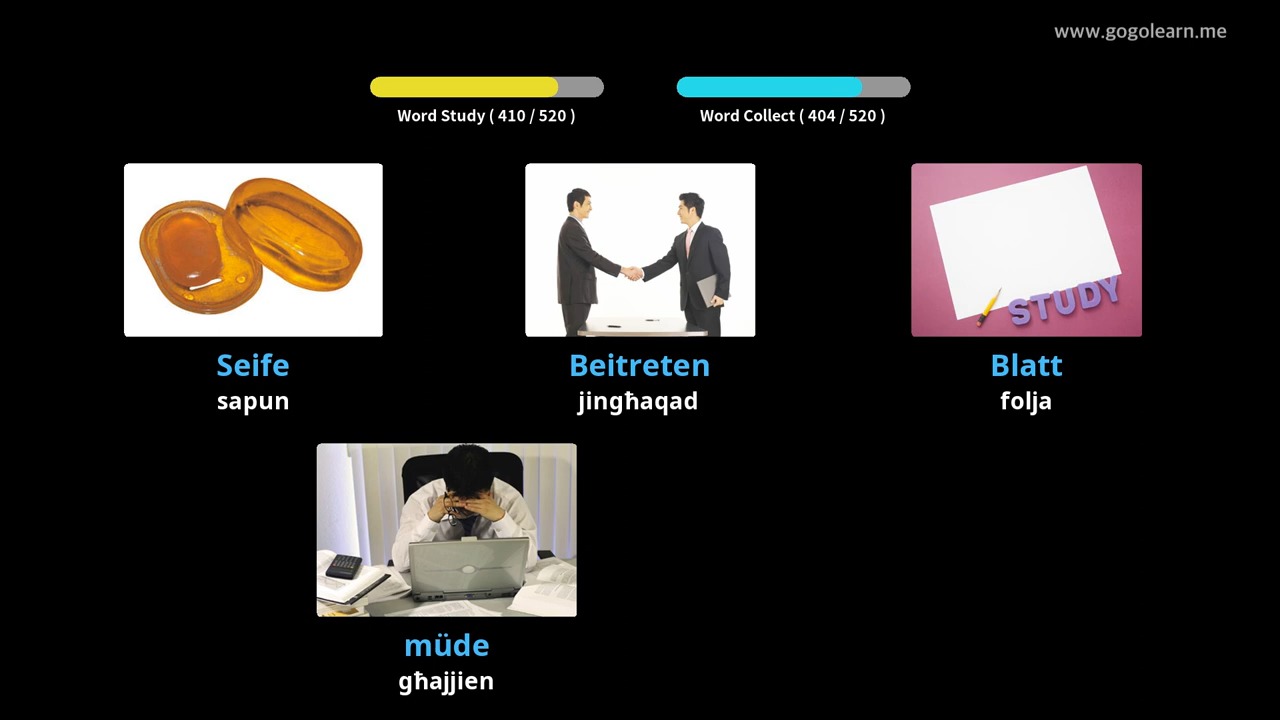 www.gogolearn.me
Word Study ( 410 / 520 )
Word Collect ( 404 / 520 )
STUDY
Seife
sapun
Beitreten
jingħaqad
Blatt
folja
müde
għajjien